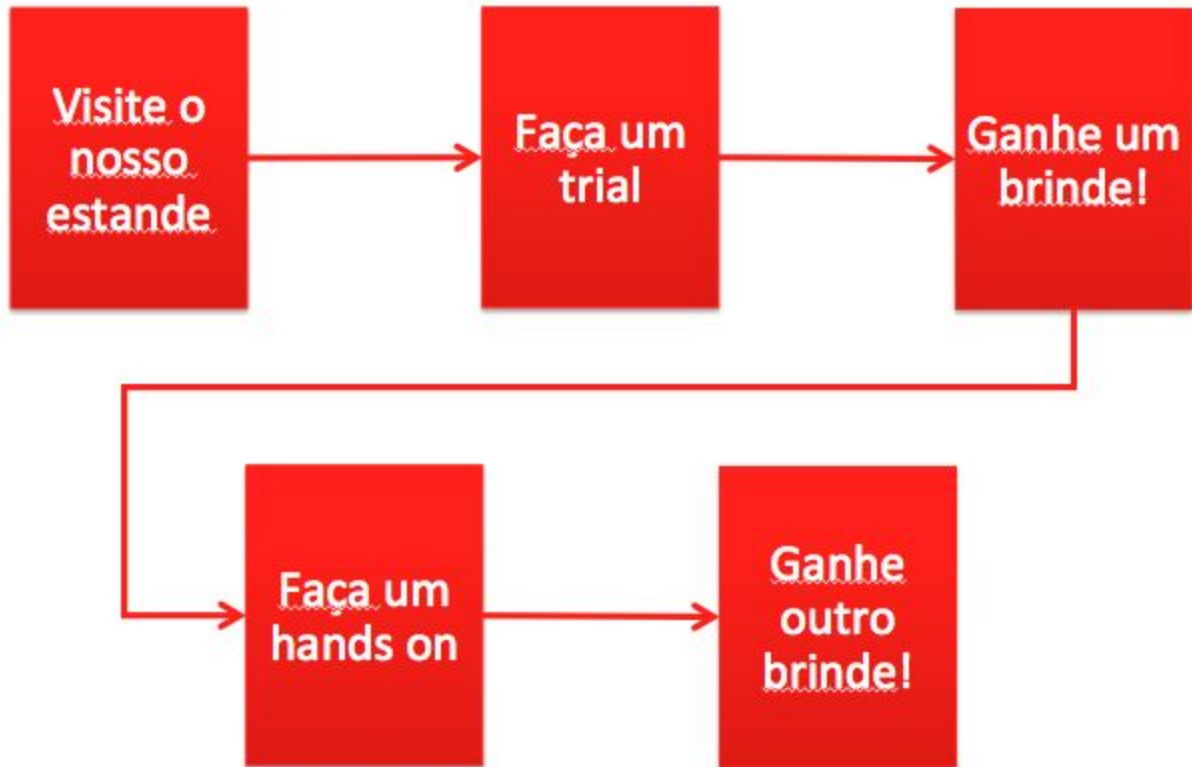 Visite o
nosso
estande
Faça um
trial
Ganhe um
brinde!
Faça um
hands on
Ganhe
outro
brinde!